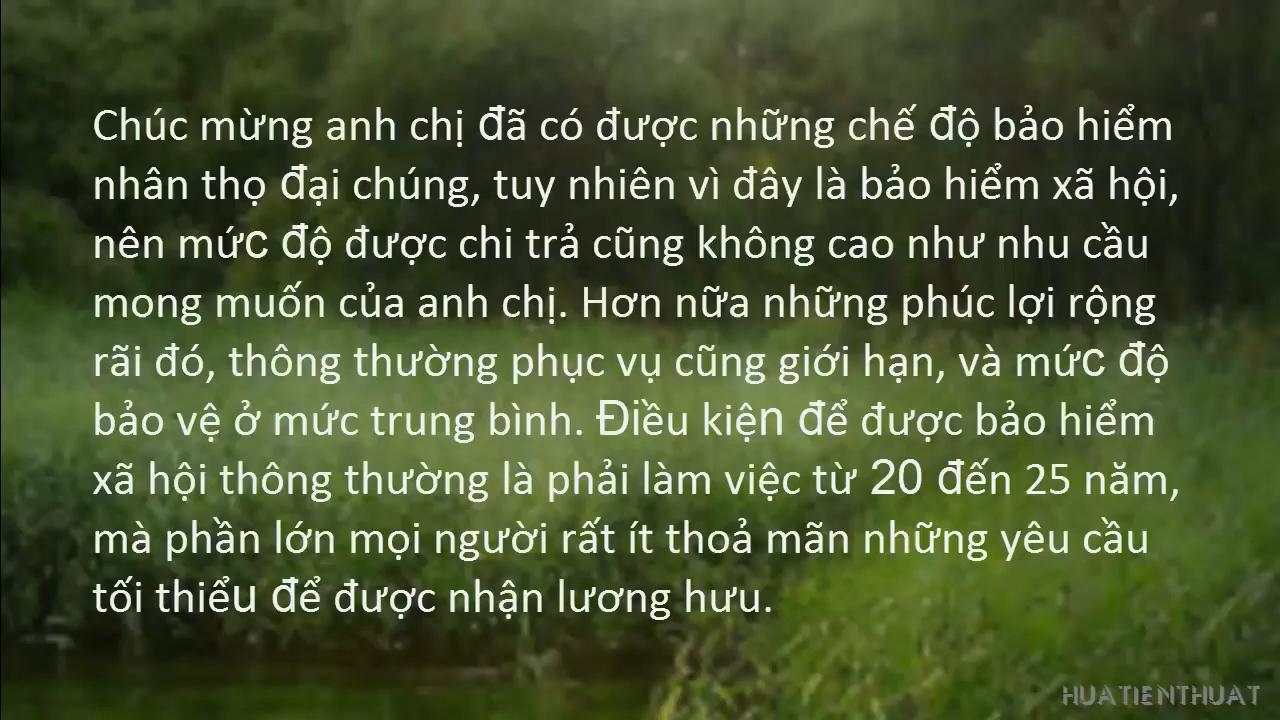 Chúc mừng anh chị đã có được những chế độ bảo hiểm
nhân thọ đại chúng, tuy nhiên vì đây là bảo hiểm xã hội,
nên mức độ được chi trả cũng không cao như nhu cầu
mong muốn của anh chị. Hơn nữa những phúc lợi rộng
rãi đó, thông thường phục vụ cũng giới hạn, và mức độ
bảo vệ ở mức trung bình. Điều kiện để được bảo hiểm
xã hội thông thường là phải làm việc từ 20 đến 25 năm,
mà phần lớn mọi người rất ít thoả mãn những yêu cầu
tối thiểu để được nhận lương hưu.
HUATIENTHUAT